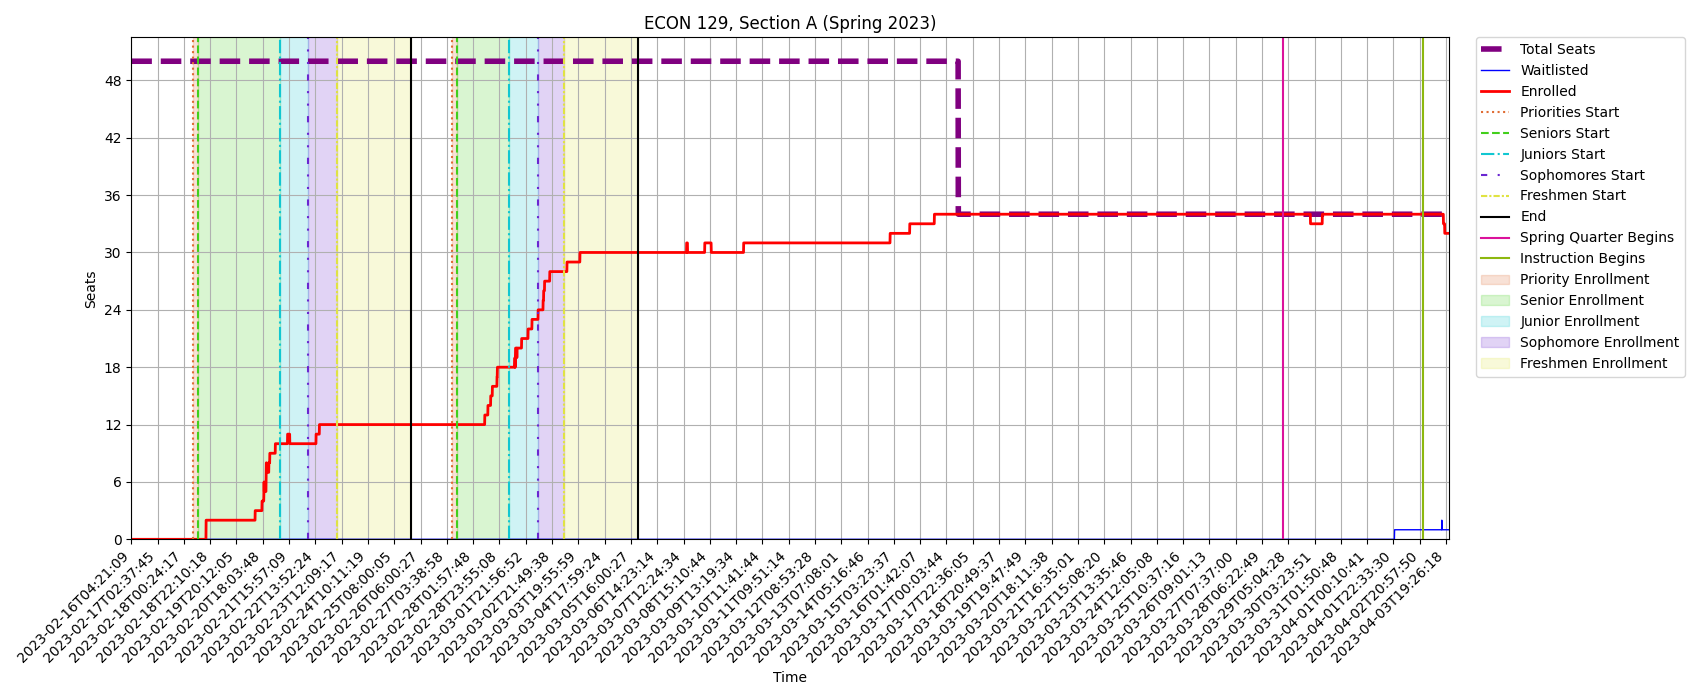 ECON 129, Section A (Spring 2023)
Seats
48
42
36
30
24
18
12
6
0
2023-02-16T04:21:09
2023-02-17T02:37:45
2023-02-18T00:24:17
2023-02-18T22:10:18
2023-02-19T20:12:05
2023-02-20T18:03:48
2023-02-21T15:57:09
2023-02-22T13:52:24
2023-02-23T12:09:17
2023-02-24T10:11:19
2023-02-25T08:00:05
2023-02-26T06:00:27
2023-02-27T03:38:58
2023-02-28T01:57:48
2023-02-28T23:55:08
2023-03-01T21:56:52
2023-03-02T21:49:38
2023-03-03T19:55:59
2023-03-04T17:59:24
2023-03-05T16:00:27
2023-03-06T14:23:14
2023-03-07T12:24:34
2023-03-08T15:10:44
2023-03-09T13:19:34
2023-03-10T11:41:44
2023-03-11T09:51:14
2023-03-12T08:53:28
2023-03-13T07:08:01
2023-03-14T05:16:46
2023-03-15T03:23:37
2023-03-16T01:42:07
2023-03-17T00:03:44
2023-03-17T22:36:05
2023-03-18T20:49:37
2023-03-19T19:47:49
2023-03-20T18:11:38
2023-03-21T16:35:01
2023-03-22T15:08:20
2023-03-23T13:35:46
2023-03-24T12:05:08
2023-03-25T10:37:16
2023-03-26T09:01:13
2023-03-27T07:37:00
2023-03-28T06:22:49
2023-03-29T05:04:28
2023-03-30T03:23:51
2023-03-31T01:50:48
2023-04-01T00:10:41
2023-04-01T22:33:30
2023-04-02T20:57:50
2023-04-03T19:26:18
Time
Total Seats
Waitlisted
Enrolled
Priorities Start
Seniors Start
Juniors Start
Sophomores Start
Freshmen Start
End
Spring Quarter Begins
Instruction Begins
Priority Enrollment
Senior Enrollment
Junior Enrollment
Sophomore Enrollment
Freshmen Enrollment